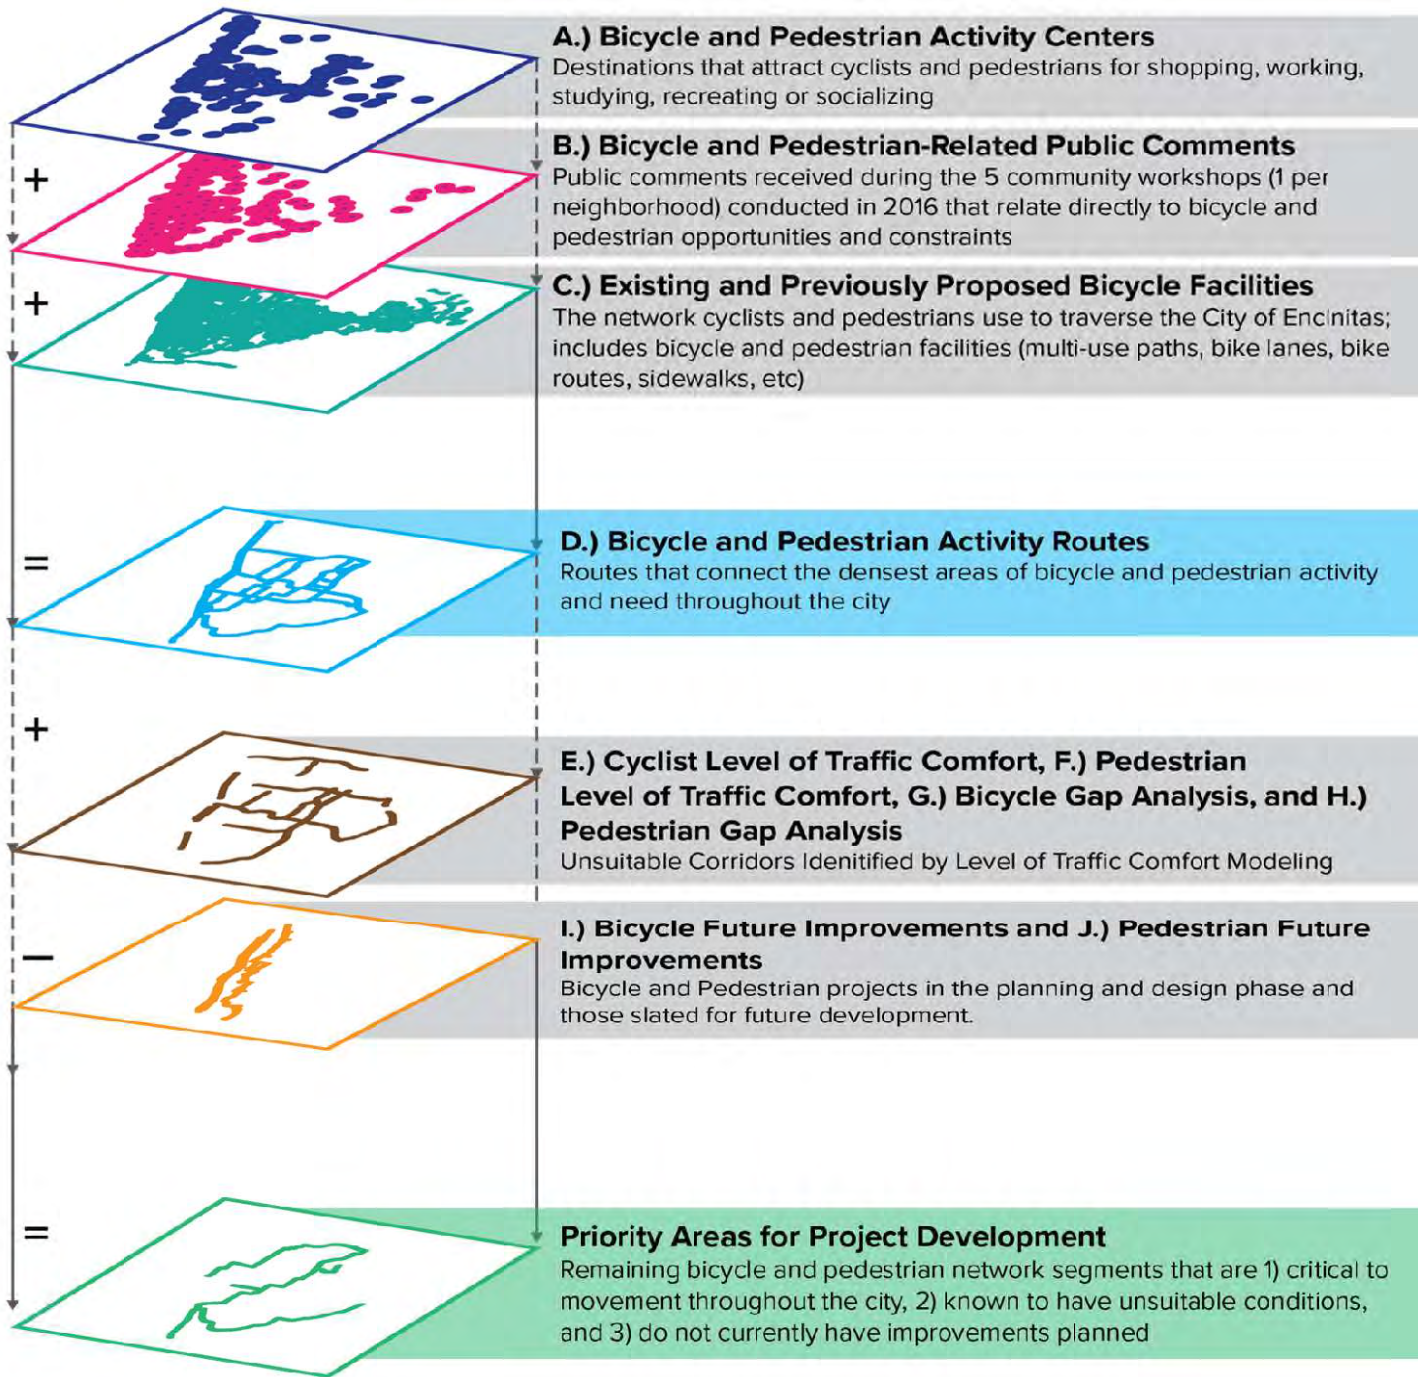 A.) Bicycle and Pedestrian Activity Centers
Destinations that attract cyclists and pedestrians for shopping, working,
studying, recreating or socializing
+
B.) Bicycle and Pedestrian-Related Public Comments
Public comments received during the 5 community workshops (1 per
neighborhood) conducted in 2016 that relate directly to bicycle and
pedestrian opportunities and constraints
+
C.) Existing and Previously Proposed Bicycle Facilities
The network cyclists and pedestrians use to traverse the City of Encinitas;
includes bicycle and pedestrian facilities (multi-use paths, bike lanes, bike
routes, sidewalks, etc)
=
D.) Bicycle and Pedestrian Activity Routes
Routes that connect the densest areas of bicycle and pedestrian activity
and need throughout the city
+
E.) Cyclist Level of Traffic Comfort, F.) Pedestrian
Level of Traffic Comfort, G.) Bicycle Gap Analysis, and H.)
Pedestrian Gap Analysis
Unsuitable Corridors Idenitified by Level of Traffic Comfort Modeling
–
I.) Bicycle Future Improvements and J.) Pedestrian Future
Improvements
Bicycle and Pedestrian projects in the planning and design phase and
those slated for future development.
=
Priority Areas for Project Development
Remaining bicycle and pedestrian network segments that are 1) critical to
movement throughout the city, 2) known to have unsuitable conditions,
and 3) do not currently have improvements planned